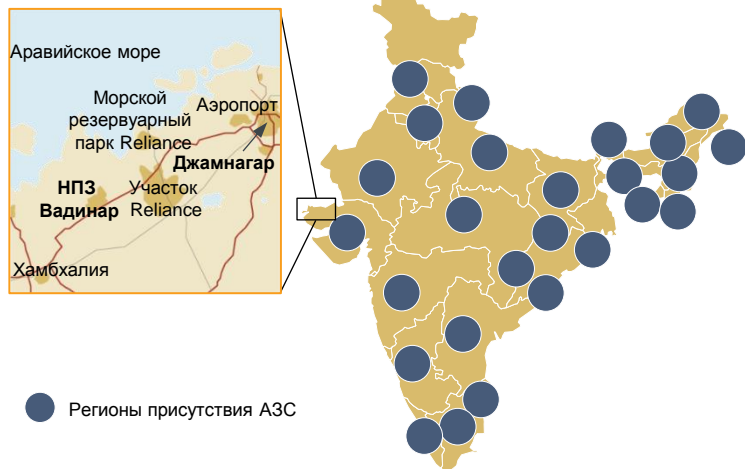 Аравийское море
Морской
резервуарный
парк Reliance
Аэропорт
Джамнагар
НПЗ
Вадинар
Участок
Reliance
Хамбхалия
Регионы присутствия АЗС